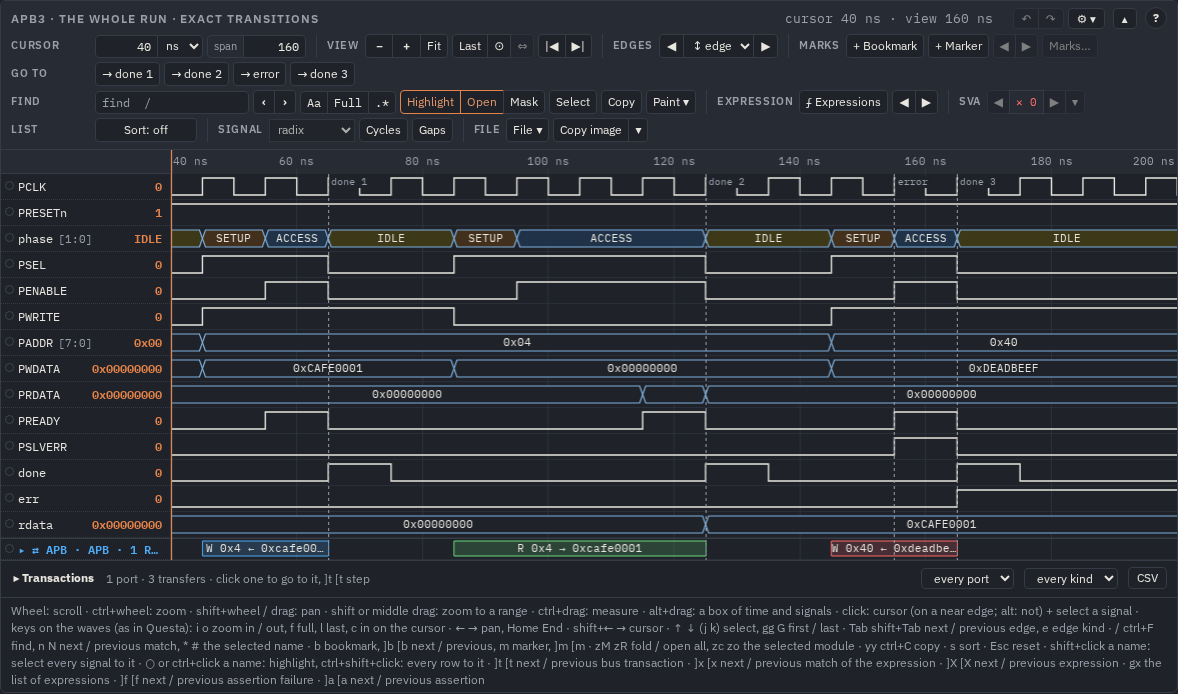 APB3 · THE WHOLE RUN · EXACT TRANSITIONS
cursor 40 ns · view 160 ns
↶ ↷ ⚙ ▾ ▴ ?
CURSOR 40 ns span 160 VIEW − + Fit Last ⊙ ⇔ |◀ ▶| EDGES ◀ ↕ edge ▶ MARKS + Bookmark + Marker ◀ ▶ Marks…
GO TO → done 1 → done 2 → error → done 3
FIND find / ‹ › Aa Full .* Highlight Open Mask Select Copy Paint ▾ EXPRESSION ƒ Expressions ◀ ▶ SVA ◀ × 0 ▶ ▾
LIST Sort: off SIGNAL radix Cycles Gaps FILE File ▾ Copy image ▾
40 ns 60 ns 80 ns 100 ns 120 ns 140 ns 160 ns 180 ns 200 ns
PCLK 0 done 1 done 2 error done 3
PRESETn 1
phase [1:0] IDLE SETUP ACCESS IDLE SETUP ACCESS IDLE SETUP ACCESS IDLE
PSEL 0
PENABLE 0
PWRITE 0
PADDR [7:0] 0x00 0x04 0x40
PWDATA 0x00000000 0xCAFE0001 0x00000000 0xDEADBEEF
PRDATA 0x00000000 0x00000000 0x00000000
PREADY 0
PSLVERR 0
done 0
err 0
rdata 0x00000000 0x00000000 0xCAFE0001
▸ ⇄ APB · APB · 1 R… W 0x4 ← 0xcafe00… R 0x4 → 0xcafe0001 W 0x40 ← 0xdeadbe…
▸ Transactions 1 port · 3 transfers · click one to go to it, ]t [t step every port every kind CSV
Wheel: scroll · ctrl+wheel: zoom · shift+wheel / drag: pan · shift or middle drag: zoom to a range · ctrl+drag: measure · alt+drag: a box of time and signals · click: cursor (on a near edge; alt: not) + select a signal ·
keys on the waves (as in Questa): i o zoom in / out, f full, l last, c in on the cursor · ←→ pan, Home End · shift+←→ cursor · ↑ ↓ (j k) select, gg G first / last · Tab shift+Tab next / previous edge, e edge kind · / ctrl+F
find, n N next / previous match, * # the selected name · b bookmark, ]b [b next / previous, m marker, ]m [m · zM zR fold / open all, zc zo the selected module · yy ctrl+C copy · s sort · Esc reset · shift+click a name:
select every signal to it · ○ or ctrl+click a name: highlight, ctrl+shift+click: every row to it · ]t [t next / previous bus transaction · ]x [x next / previous match of the expression · ]X [X next / previous expression · gx the
list of expressions · ]f [f next / previous assertion failure · ]a [a next / previous assertion